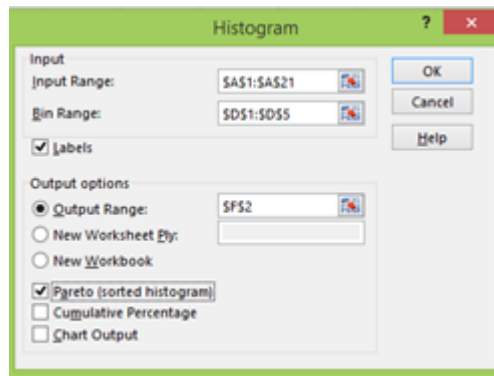 Histogram ? ×
Input
Input Range: $A$1:$A$21
Bin Range: $D$1:$D$5
Labels
OK
Cancel
Help
Output options
Output Range: $F$2
New Worksheet Ply:
New Workbook
Pareto (sorted histogram)
Cumulative Percentage
Chart Output